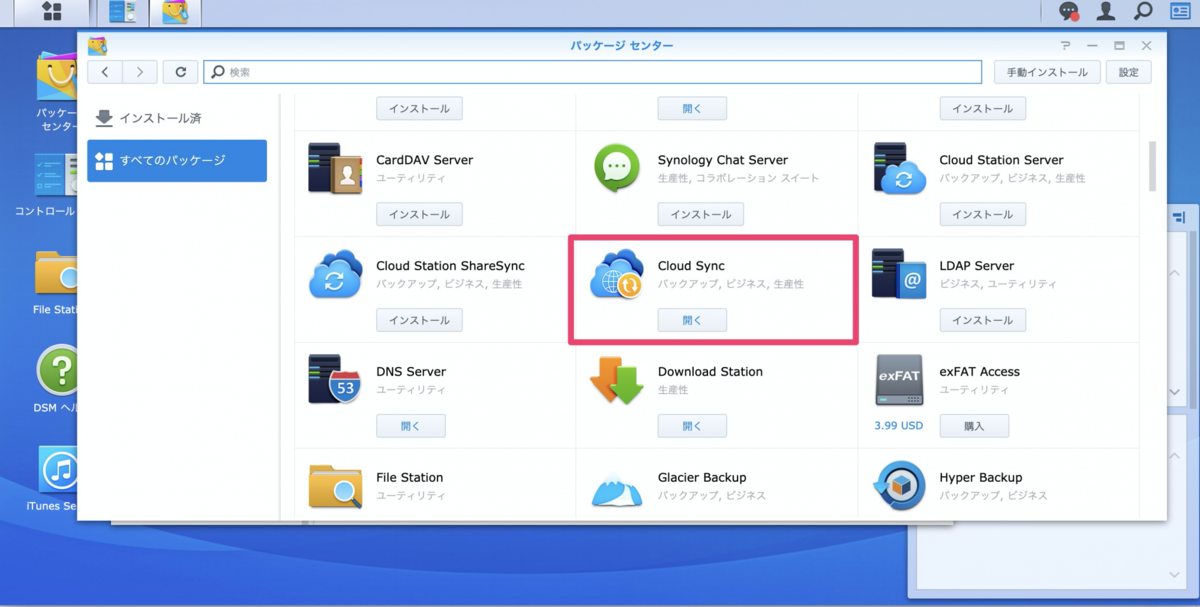 パッケージ センター
検索
手動インストール
設定
インストール済
すべてのパッケージ
インストール
開く
インストール
CardDAV Server
ユーティリティ
インストール
Synology Chat Server
生産性, コラボレーション スイート
インストール
Cloud Station Server
バックアップ, ビジネス, 生産性
インストール
Cloud Station ShareSync
バックアップ, ビジネス, 生産性
インストール
Cloud Sync
バックアップ, ビジネス, 生産性
開く
@
LDAP Server
ビジネス, ユーティリティ
インストール
53
DNS Server
ユーティリティ
開く
Download Station
生産性
開く
exFAT
exFAT Access
ユーティリティ
3.99 USD
購入
File Station
ユーティリティ
Glacier Backup
バックアップ, ビジネス
Hyper Backup
バックアップ, ビジネス
パッケー
センター
コントロール
File Stati
?
DSM ヘル
iTunes Se